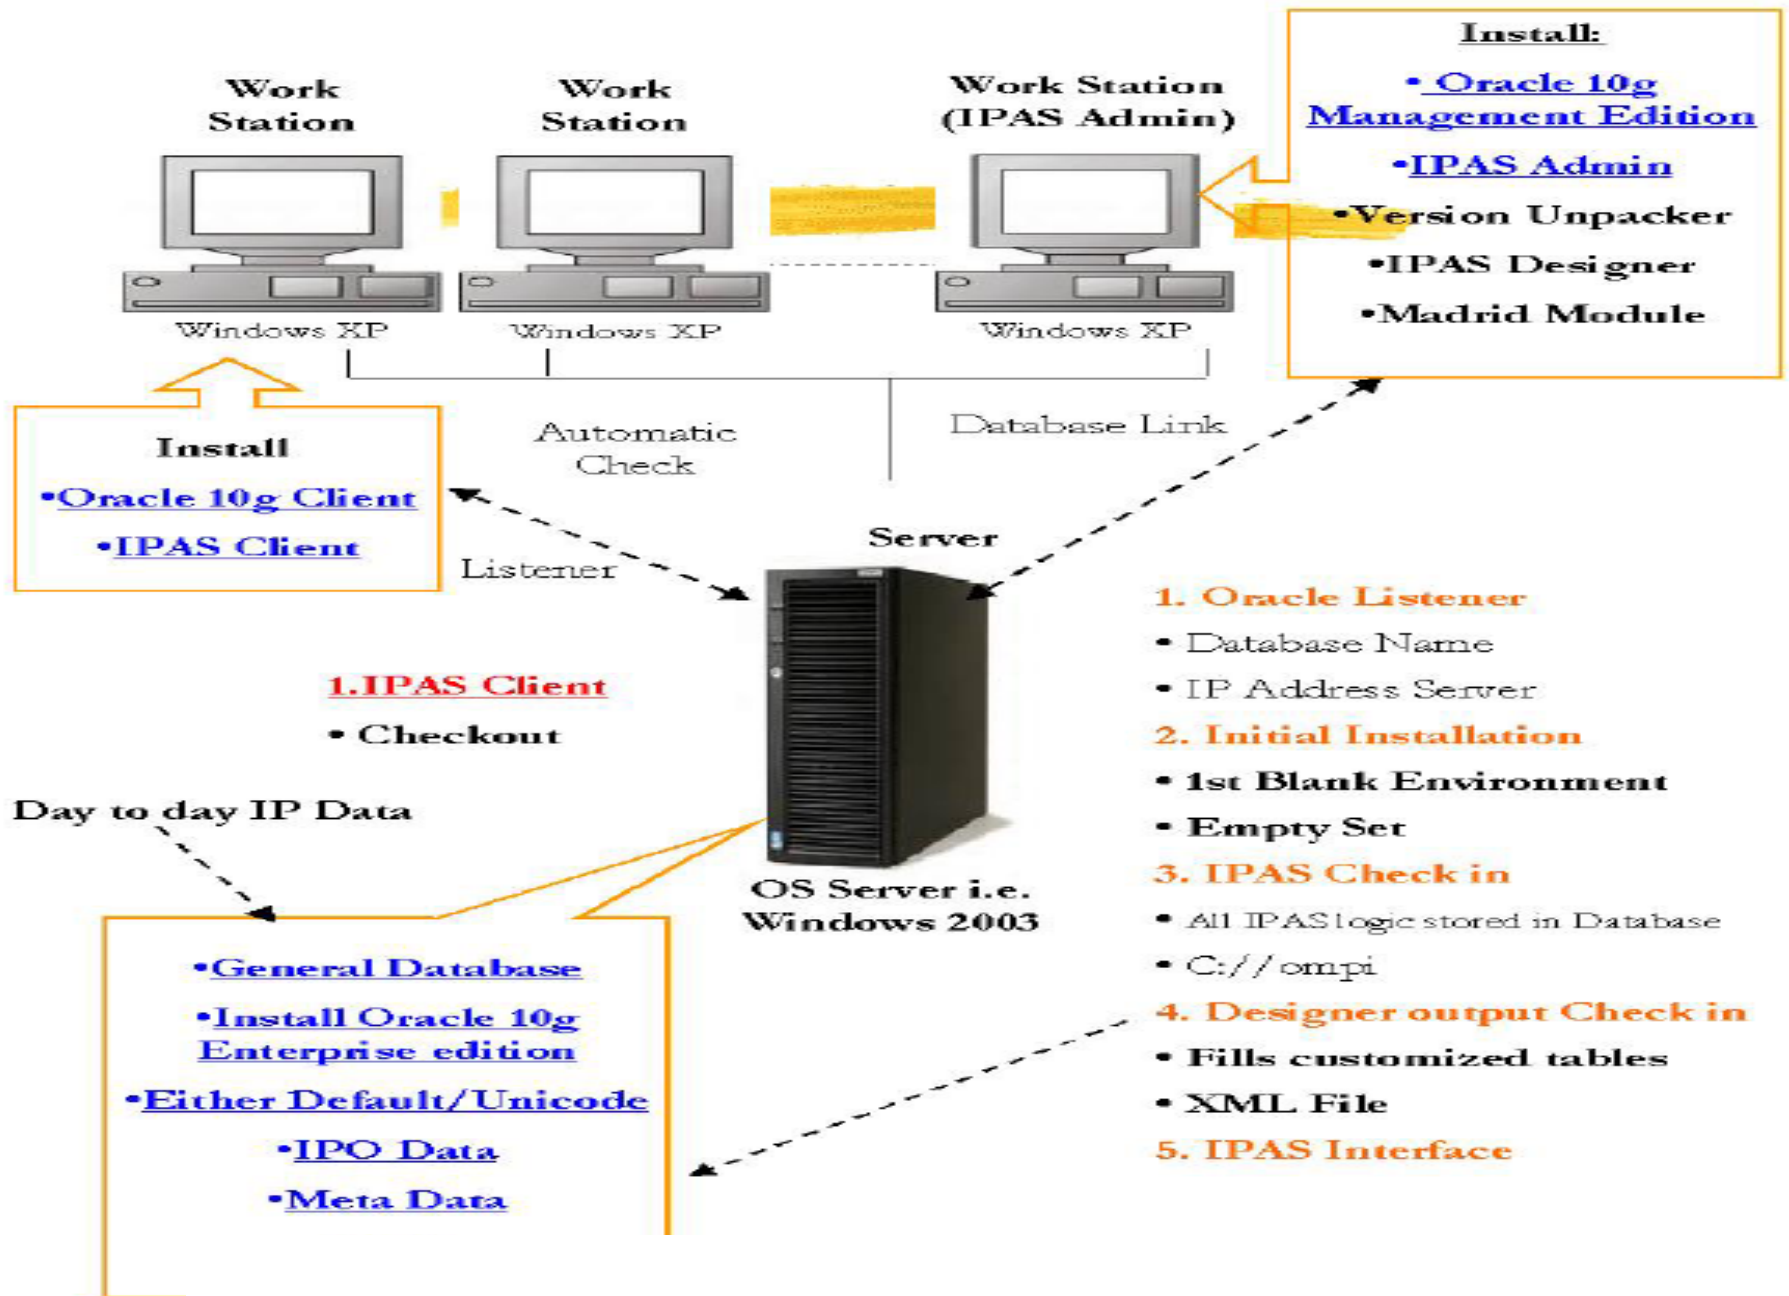 Install:
• Oracle 10g
Management Edition
•IPAS Admin
•Version Unpacker
•IPAS Designer
•Madrid Module
Work
Station
Work
Station
Work Station
(IPAS Admin)
Windows XP
Windows XP
Windows XP
Install
•Oracle 10g Client
•IPAS Client
Automatic
Check
Database Link
Listener
Server
1.IPAS Client
• Checkout
Day to day IP Data
OS Server i.e.
Windows 2003
1. Oracle Listener
• Database Name
• IP Address Server
2. Initial Installation
• 1st Blank Environment
• Empty Set
3. IPAS Check in
• All IPAS logic stored in Database
• C://ompi
4. Designer output Check in
• Fills customized tables
• XML File
5. IPAS Interface
•General Database
•Install Oracle 10g
Enterprise edition
•Either Default/Unicode
•IPO Data
•Meta Data